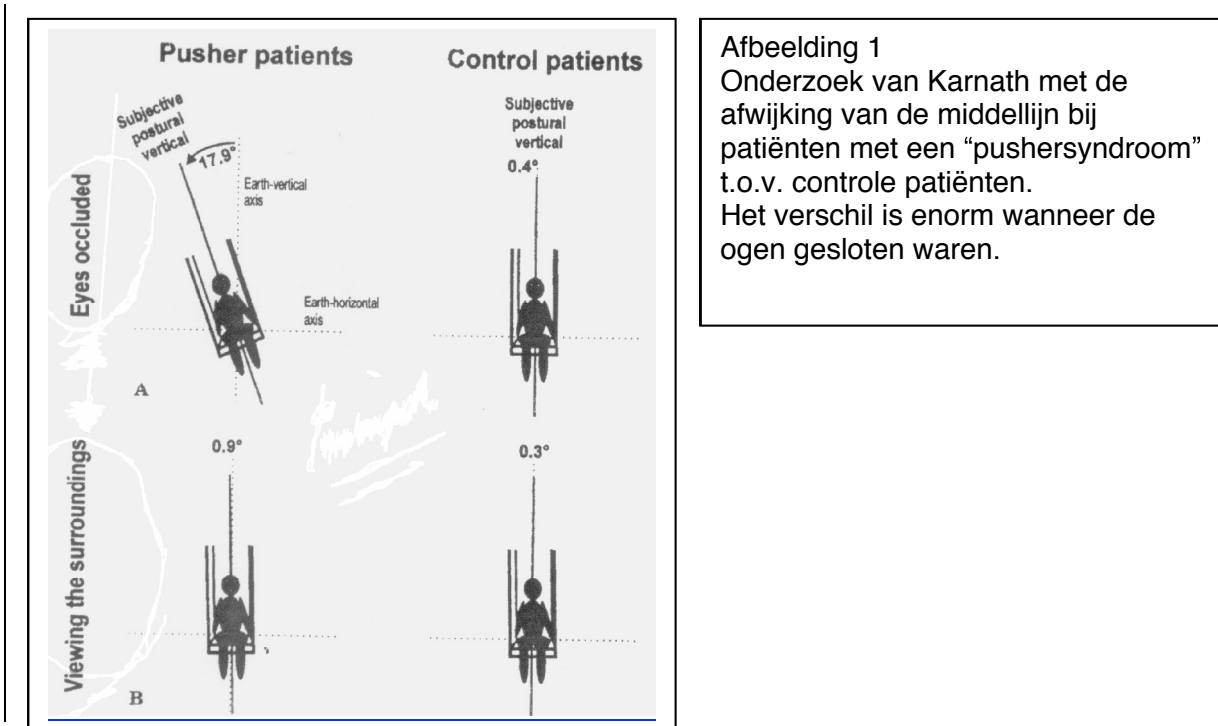 Pusher patients
Control patients
Subjective
postural
vertical
17.9°
Earth-vertical
axis
Earth-horizontal
axis
Eyes occluded
A
Subjective
postural
vertical
0.4°
0.9°
0.3°
Viewing the surroundings
B
Afbeelding 1
Onderzoek van Karnath met de
afwijking van de middellijn bij
patiënten met een “pushersyndroom”
t.o.v. controle patiënten.
Het verschil is enorm wanneer de
ogen gesloten waren.